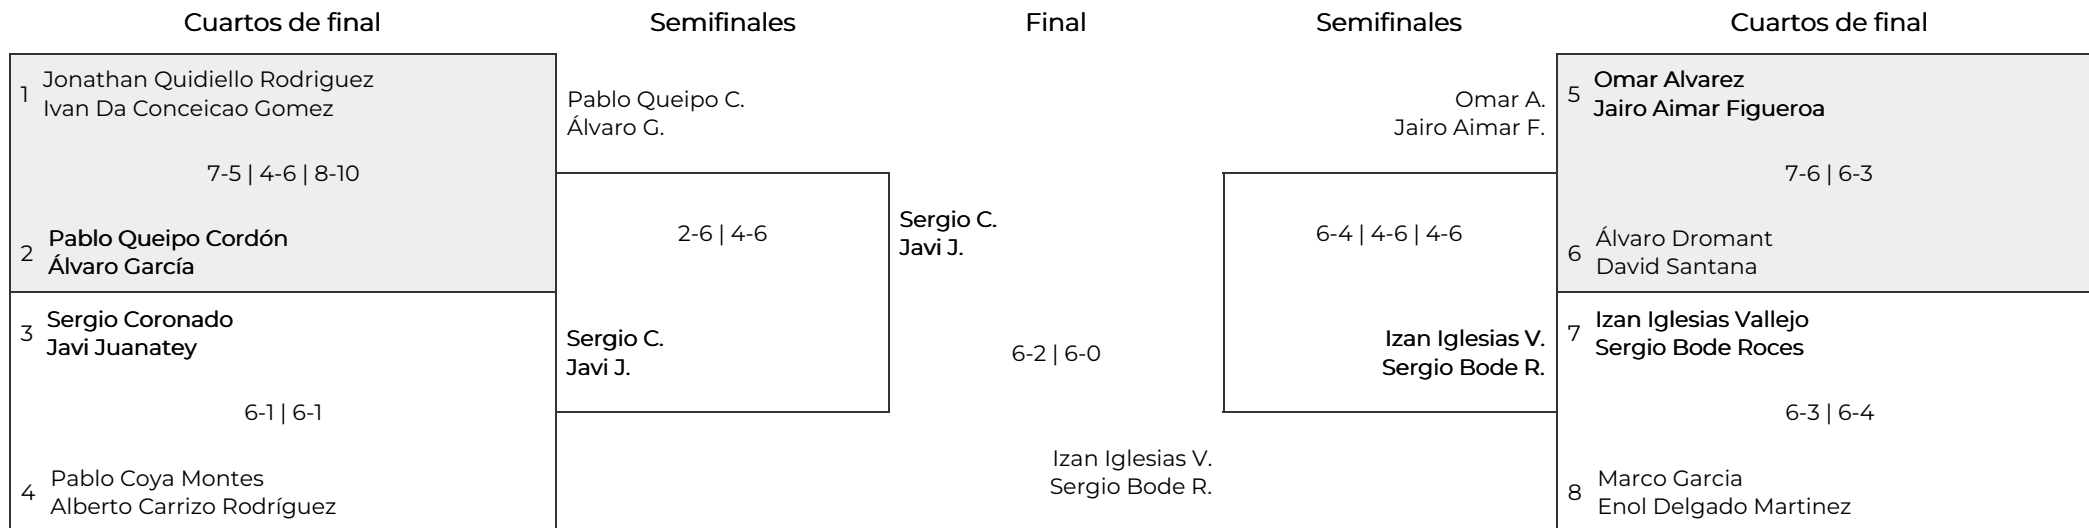 Cuartos de final
Semifinales
Final
Semifinales
Cuartos de final
1
Jonathan Quidiello Rodriguez
Ivan Da Conceicao Gomez
7-5 | 4-6 | 8-10
2
Pablo Queipo Cordón
Álvaro García
3
Sergio Coronado
Javi Juanatey
6-1 | 6-1
4
Pablo Coya Montes
Alberto Carrizo Rodríguez
Pablo Queipo C.
Álvaro G.
2-6 | 4-6
Sergio C.
Javi J.
Sergio C.
Javi J.
6-2 | 6-0
Izan Iglesias V.
Sergio Bode R.
Omar A.
Jairo Aimar F.
6-4 | 4-6 | 4-6
Izan Iglesias V.
Sergio Bode R.
5
Omar Alvarez
Jairo Aimar Figueroa
7-6 | 6-3
6
Álvaro Dromant
David Santana
7
Izan Iglesias Vallejo
Sergio Bode Roces
6-3 | 6-4
8
Marco Garcia
Enol Delgado Martinez